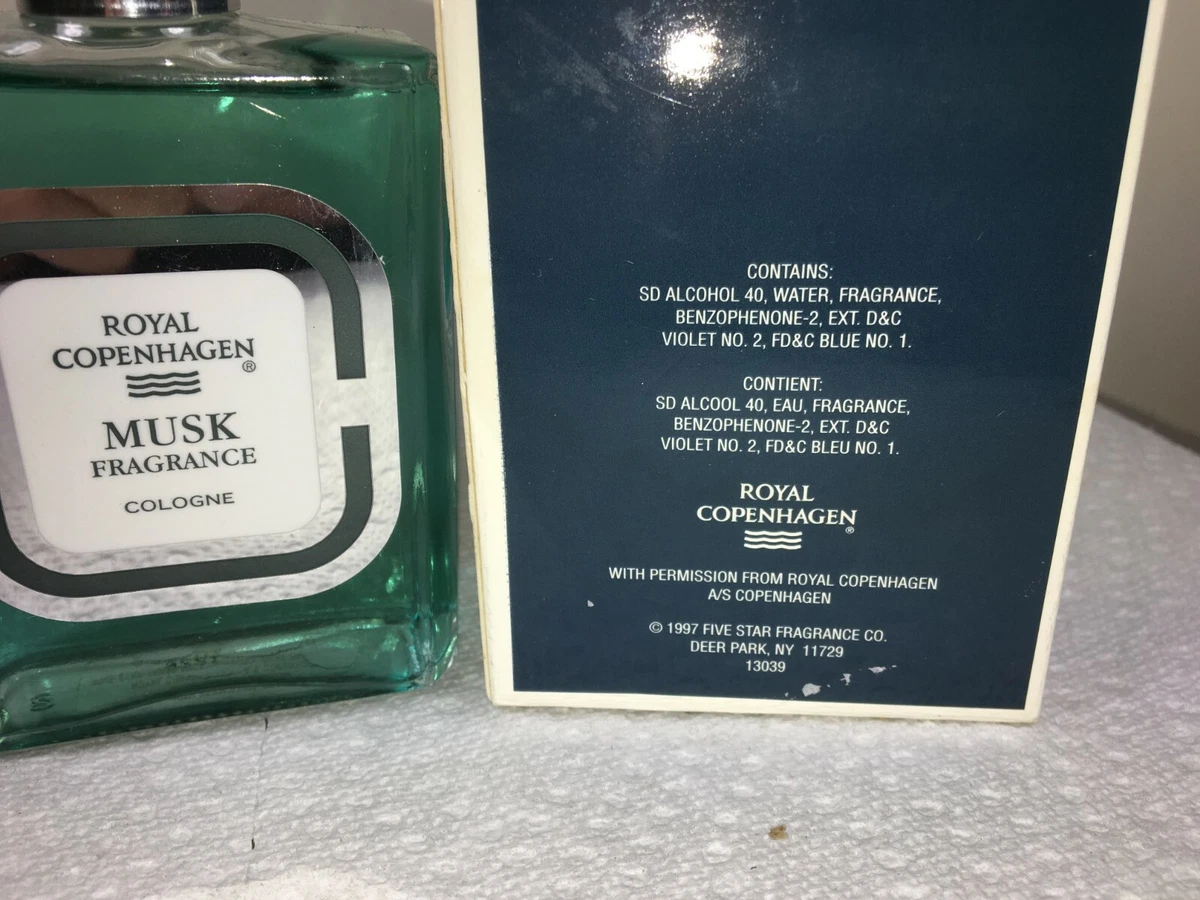 ROYAL
COPENHAGEN®
MUSK
FRAGRANCE
COLOGNE
CONTAINS:
SD ALCOHOL 40, WATER, FRAGRANCE,
BENZOPHENONE-2, EXT. D&C
VIOLET NO. 2, FD&C BLUE NO. 1.
CONTIENT:
SD ALCOOL 40, EAU, FRAGRANCE,
BENZOPHENONE-2, EXT. D&C
VIOLET NO. 2, FD&C BLEU NO. 1.
ROYAL
COPENHAGEN®
WITH PERMISSION FROM ROYAL COPENHAGEN
A/S COPENHAGEN
© 1997 FIVE STAR FRAGRANCE CO.
DEER PARK, NY 11729
13039